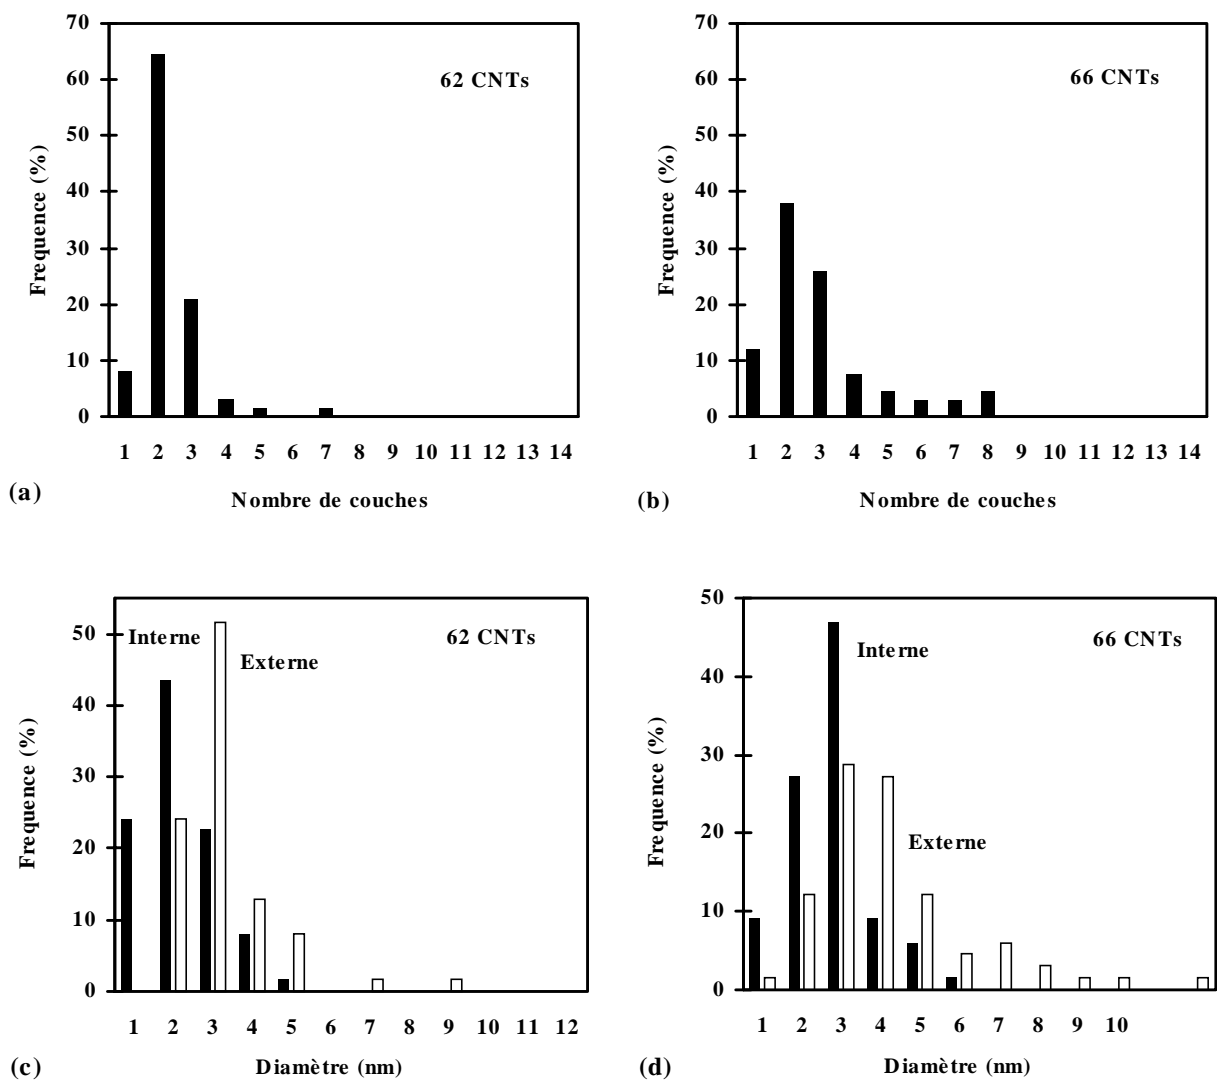 70
60
50
40
30
20
10
0
Frequence (%)
62 CNTs
1 2 3 4 5 6 7 8 9 10 11 12 13 14
Nombre de couches
(a)
70
60
50
40
30
20
10
0
Frequence (%)
66 CNTs
1 2 3 4 5 6 7 8 9 10 11 12 13 14
Nombre de couches
(b)
50
40
30
20
10
0
Frequence (%)
Interne
62 CNTs
Externe
1 2 3 4 5 6 7 8 9 10 11 12
Diamètre (nm)
(c)
50
40
30
20
10
0
Frequence (%)
66 CNTs
Interne
Externe
1 2 3 4 5 6 7 8 9 10
Diamètre (nm)
(d)